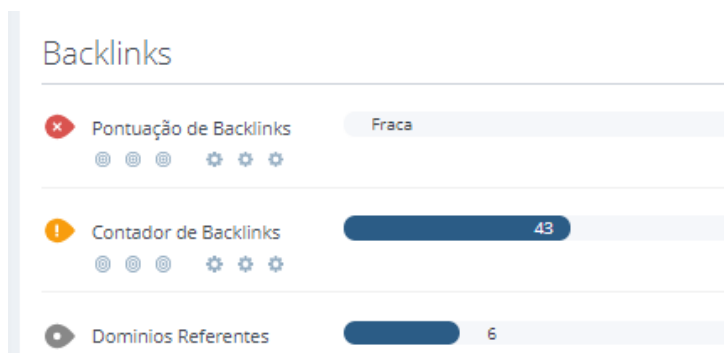 Backlinks
Pontuação de Backlinks
Fraca
Contador de Backlinks
43
Dominios Referentes
6